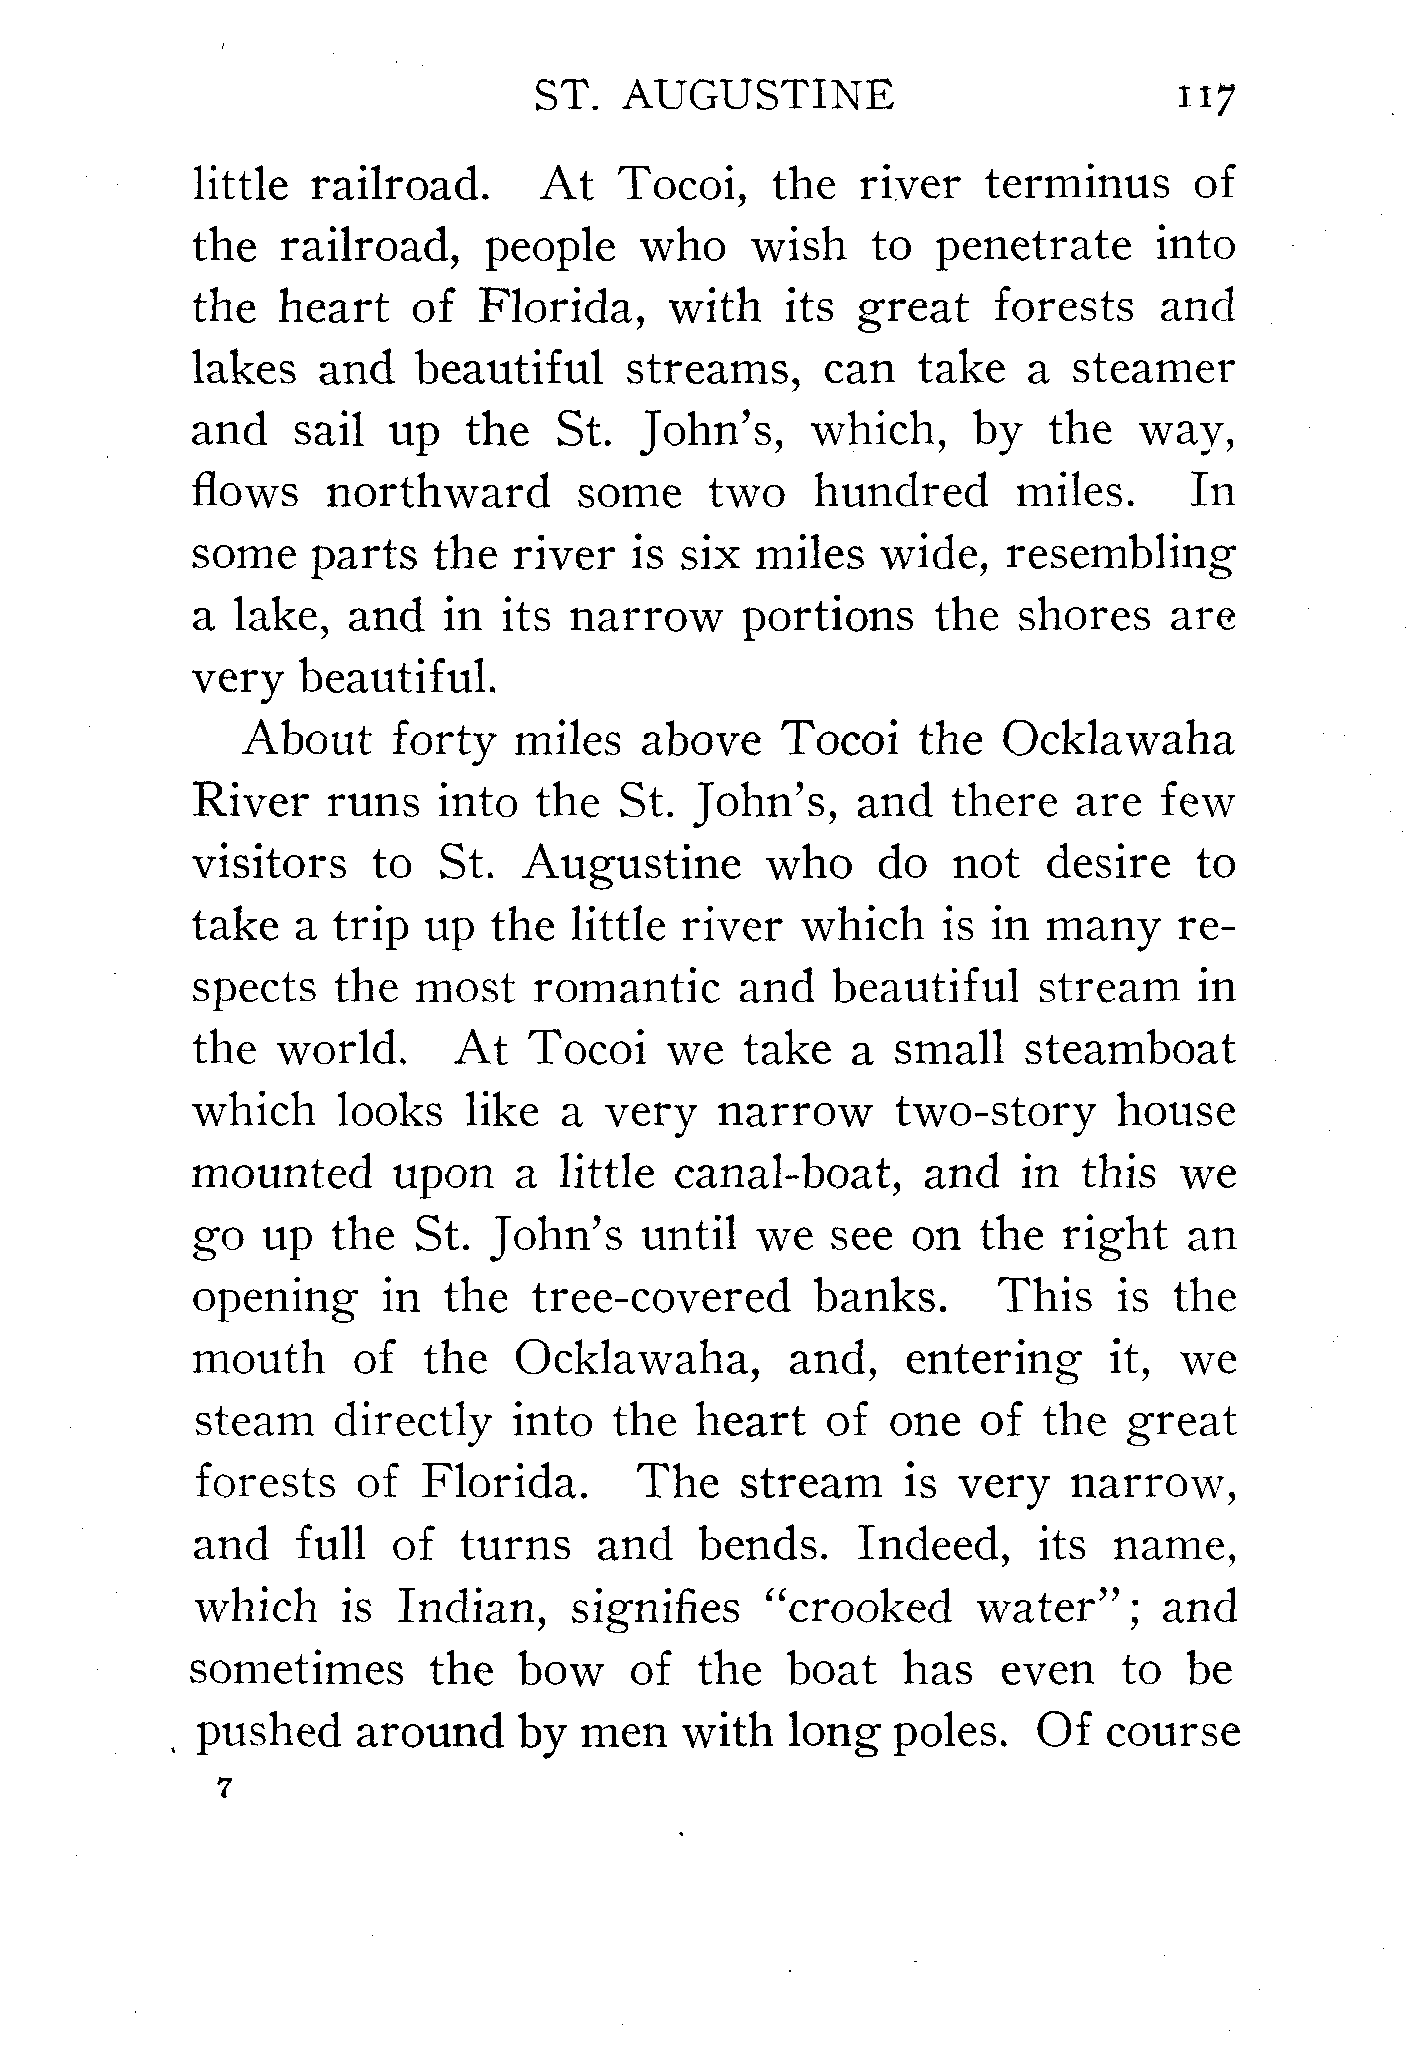 ST. AUGUSTINE 117
little railroad. At Tocoi, the river terminus of
the railroad, people who wish to penetrate into
the heart of Florida, with its great forests and
lakes and beautiful streams, can take a steamer
and sail up the St. John's, which, by the way,
flows northward some two hundred miles. In
some parts the river is six miles wide, resembling
a lake, and in its narrow portions the shores are
very beautiful.
About forty miles above Tocoi the Ocklawaha
River runs into the St. John's, and there are few
visitors to St. Augustine who do not desire to
take a trip up the little river which is in many re-
spects the most romantic and beautiful stream in
the world. At Tocoi we take a small steamboat
which looks like a very narrow two-story house
mounted upon a little canal-boat, and in this we
go up the St. John's until we see on the right an
opening in the tree-covered banks. This is the
mouth of the Ocklawaha, and, entering it, we
steam directly into the heart of one of the great
forests of Florida. The stream is very narrow,
and full of turns and bends. Indeed, its name,
which is Indian, signifies "crooked water"; and
sometimes the bow of the boat has even to be
pushed around by men with long poles. Of course
7